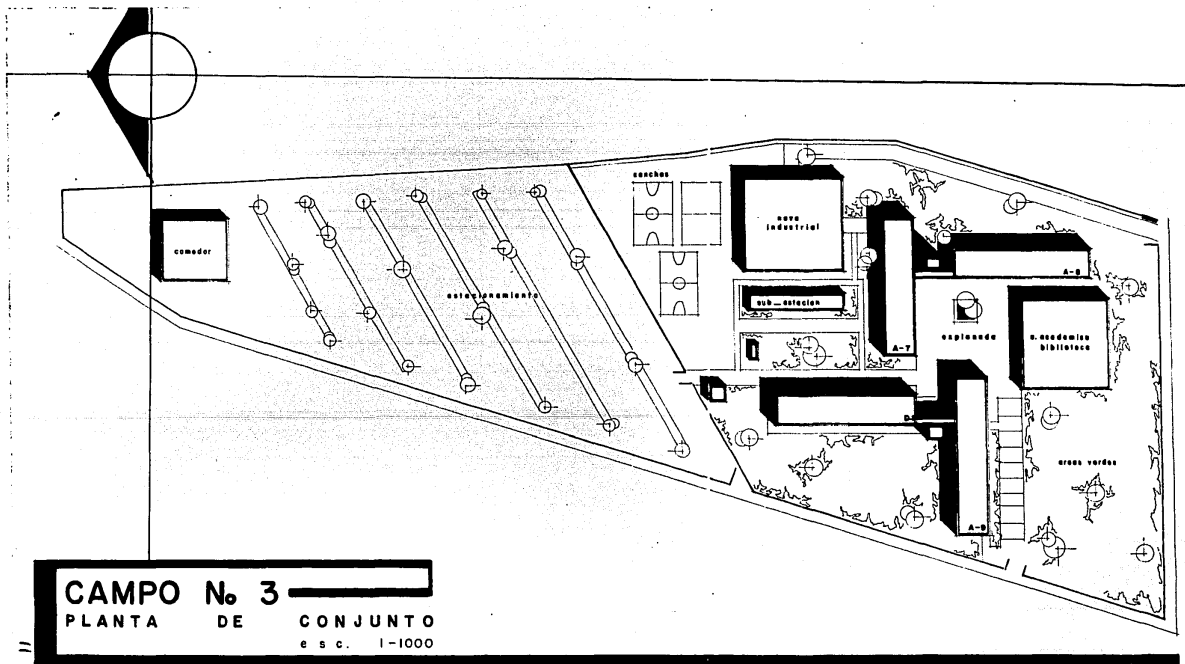 canchas
nave
industrial
comedor
A-8
estacionamiento
sub_estacion
explanada
A-7
u. academica
biblioteca
areas verdes
A-9
CAMPO No 3
PLANTA DE CONJUNTO
esc. 1-1000
11